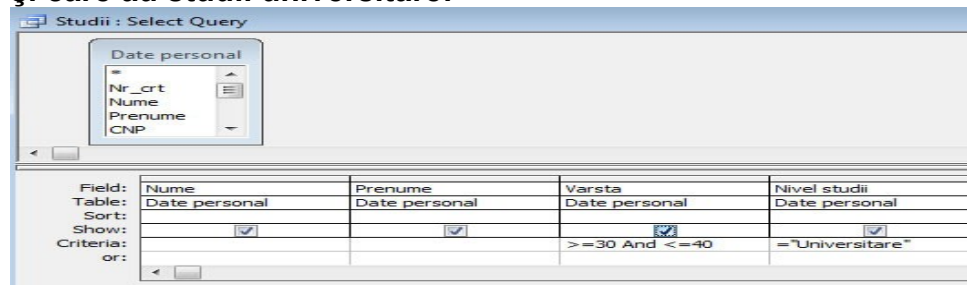 şi care au studii universitare.
Studii : Select Query
Date personal
*
Nr_crt
Nume
Prenume
CNP
Field: Nume Prenume Varsta Nivel studii
Table: Date personal Date personal Date personal Date personal
Sort:
Show:
Criteria: >=30 And <=40 ="Universitare"
or: